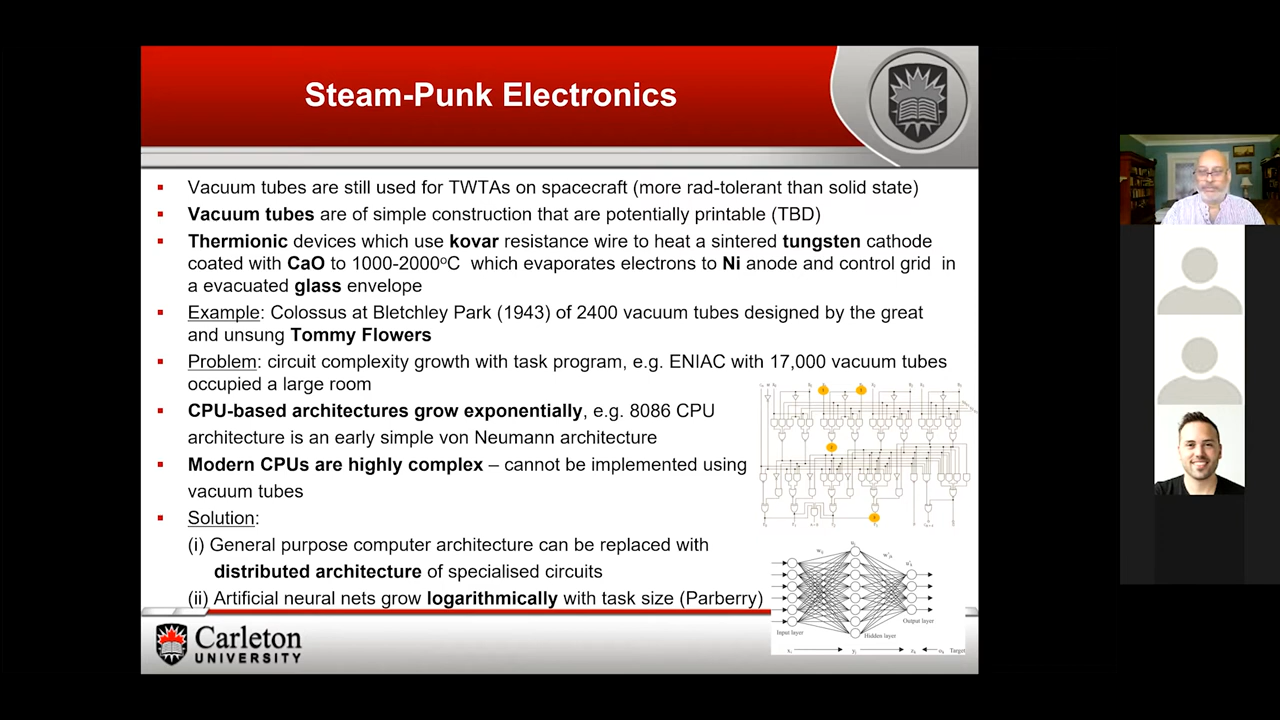 Steam-Punk Electronics
▪ Vacuum tubes are still used for TWTAs on spacecraft (more rad-tolerant than solid state)
▪ Vacuum tubes are of simple construction that are potentially printable (TBD)
▪ Thermionic devices which use kovar resistance wire to heat a sintered tungsten cathode
coated with CaO to 1000-2000ºC which evaporates electrons to Ni anode and control grid in
a evacuated glass envelope
▪ Example: Colossus at Bletchley Park (1943) of 2400 vacuum tubes designed by the great
and unsung Tommy Flowers
▪ Problem: circuit complexity growth with task program, e.g. ENIAC with 17,000 vacuum tubes
occupied a large room
▪ CPU-based architectures grow exponentially, e.g. 8086 CPU
architecture is an early simple von Neumann architecture
▪ Modern CPUs are highly complex – cannot be implemented using
vacuum tubes
▪ Solution:
(i) General purpose computer architecture can be replaced with
distributed architecture of specialised circuits
(ii) Artificial neural nets grow logarithmically with task size (Parberry)
Input layer
Hidden layer
Output layer
Target
Carleton
UNIVERSITY